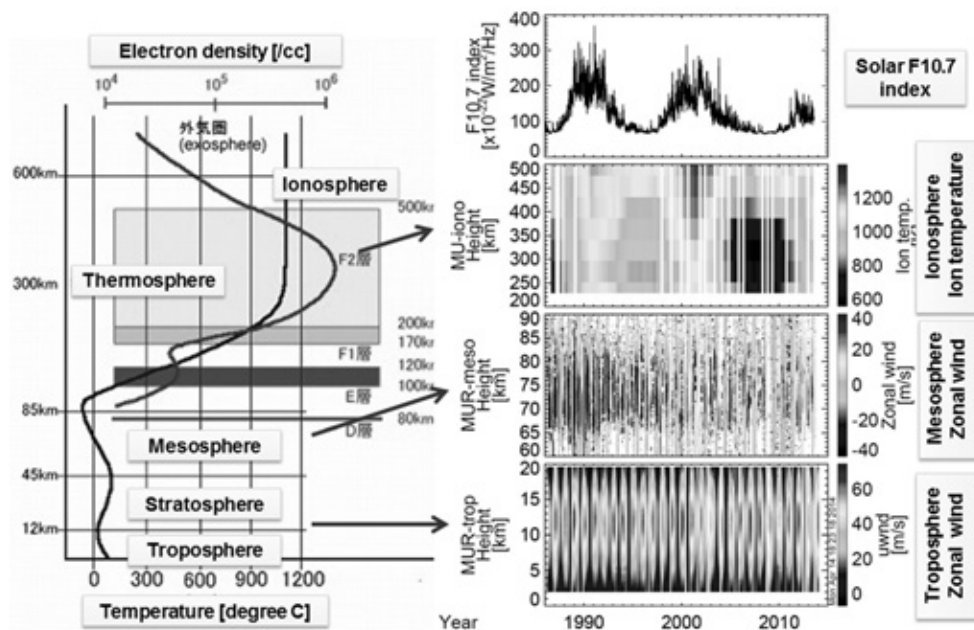 Electron density [/cc]
10⁴
10⁵
10⁶
外気圏
(exosphere)
Ionosphere
600km
500kr
F2層
Thermosphere
300km
200kr
170kr
F1層
120kr
100kr
E層
85km
80km
D層
Mesosphere
45km
Stratosphere
12km
Troposphere
0
300
600
900
1200
Temperature [degree C]
F10.7 index
[x10⁻²²W/m²/Hz]
400
300
200
100
0
Solar F10.7
index
MU-iono
Height
[km]
500
450
400
350
300
250
200
1200
1000
800
600
Ion temp.
Ionosphere
Ion temperature
MUR-meso
Height
[km]
90
85
80
75
70
65
60
40
20
0
-20
-40
Zonal wind
[m/s]
Mesosphere
Zonal wind
MUR-trop
Height
[km]
20
15
10
5
0
60
40
20
0
uwnd
[m/s]
Troposphere
Zonal wind
Year
1990
2000
2010